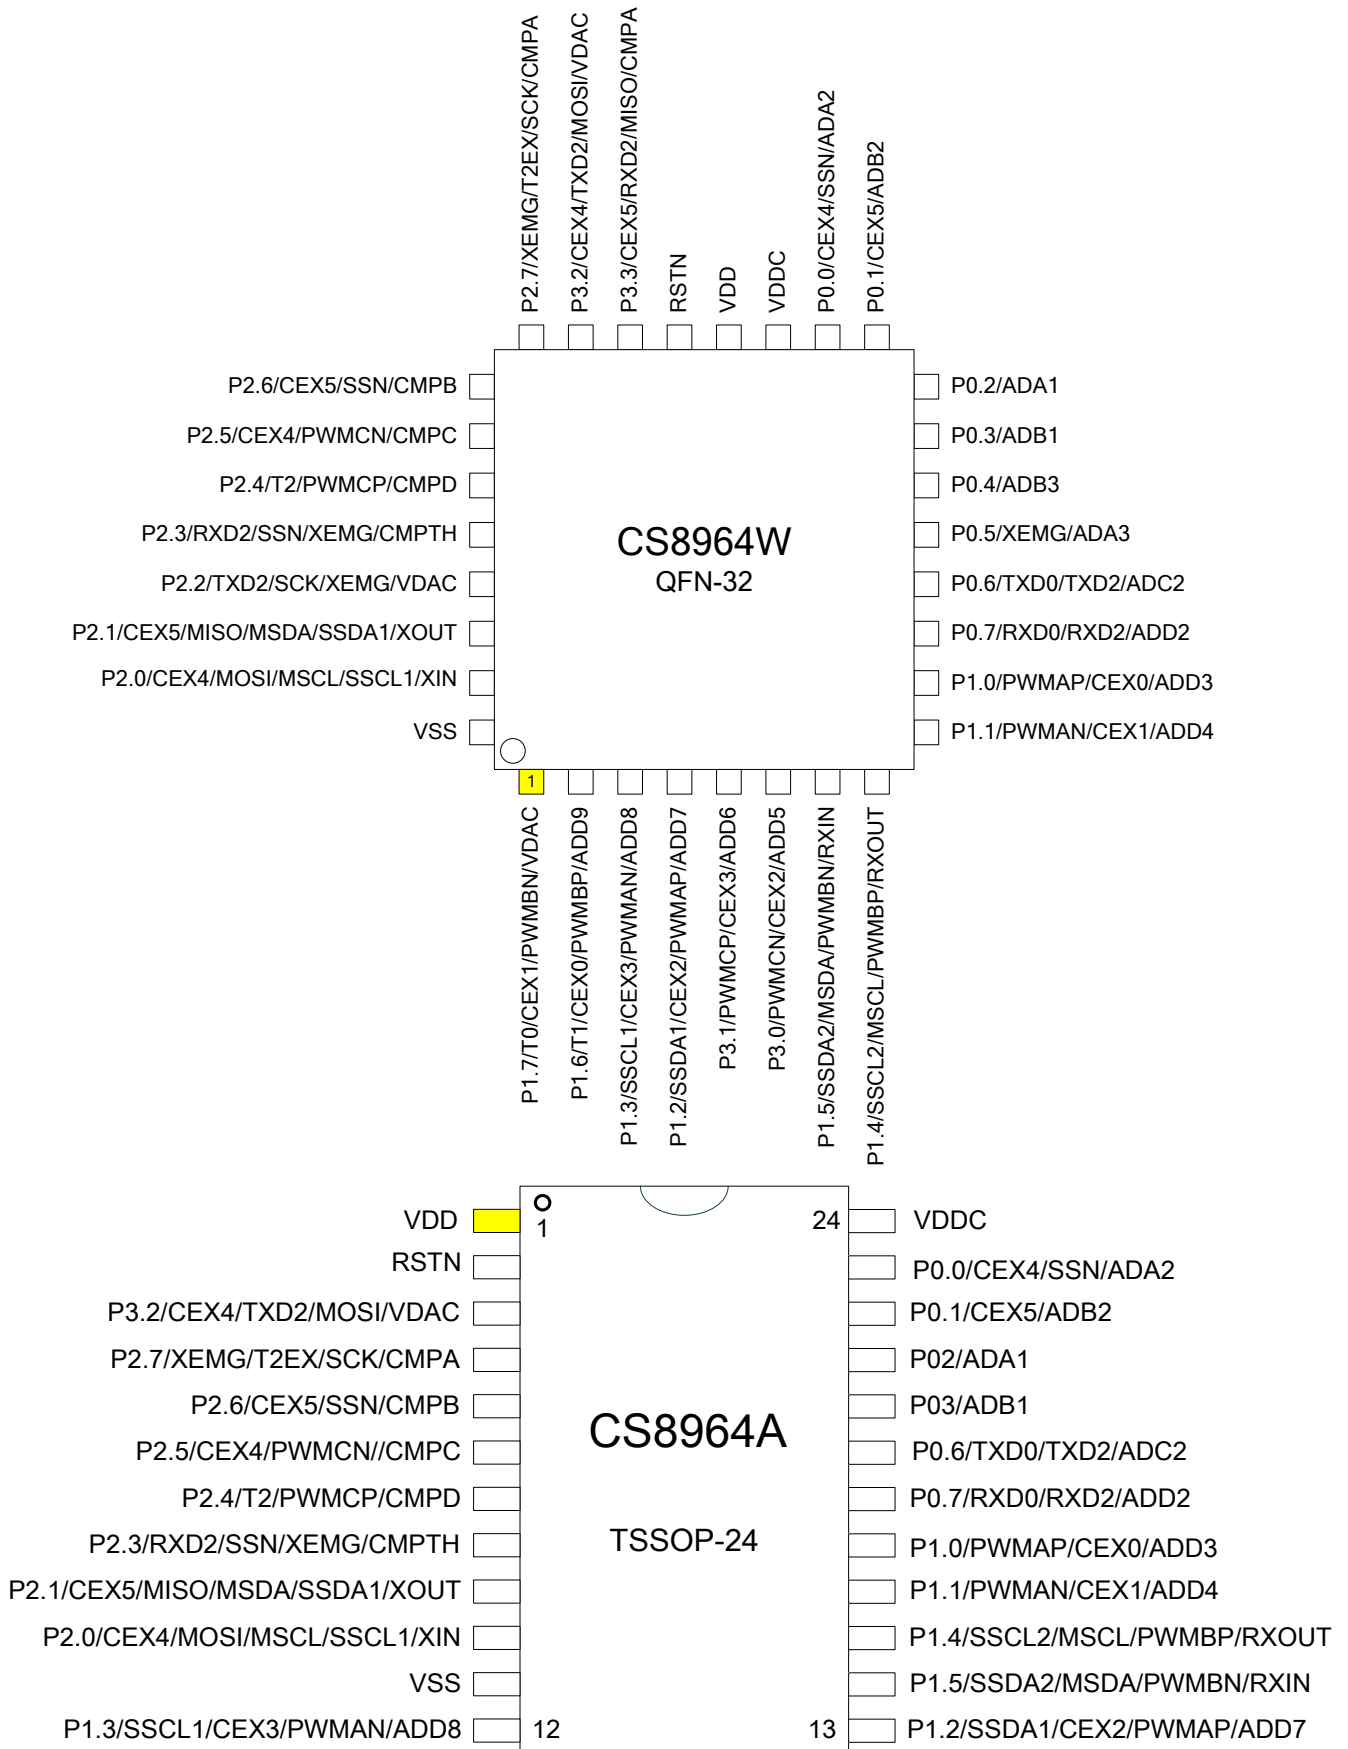 P2.7/XEMG/T2EX/SCK/CMPA
P3.2/CEX4/TXD2/MOSI/VDAC
P3.3/CEX5/RXD2/MISO/CMPA
RSTN
VDD
VDDC
P0.0/CEX4/SSN/ADA2
P0.1/CEX5/ADB2
P2.6/CEX5/SSN/CMPB
P2.5/CEX4/PWMCN/CMPC
P2.4/T2/PWMCP/CMPD
P2.3/RXD2/SSN/XEMG/CMPTH
P2.2/TXD2/SCK/XEMG/VDAC
P2.1/CEX5/MISO/MSDA/SSDA1/XOUT
P2.0/CEX4/MOSI/MSCL/SSCL1/XIN
VSS
CS8964W
QFN-32
P0.2/ADA1
P0.3/ADB1
P0.4/ADB3
P0.5/XEMG/ADA3
P0.6/TXD0/TXD2/ADC2
P0.7/RXD0/RXD2/ADD2
P1.0/PWMAP/CEX0/ADD3
P1.1/PWMAN/CEX1/ADD4
1
P1.7/T0/CEX1/PWMBN/VDAC
P1.6/T1/CEX0/PWMBP/ADD9
P1.3/SSCL1/CEX3/PWMAN/ADD8
P1.2/SSDA1/CEX2/PWMAP/ADD7
P3.1/PWMCP/CEX3/ADD6
P3.0/PWMCN/CEX2/ADD5
P1.5/SSDA2/MSDA/PWMBN/RXIN
P1.4/SSCL2/MSCL/PWMBP/RXOUT
VDD
RSTN
P3.2/CEX4/TXD2/MOSI/VDAC
P2.7/XEMG/T2EX/SCK/CMPA
P2.6/CEX5/SSN/CMPB
P2.5/CEX4/PWMCN//CMPC
P2.4/T2/PWMCP/CMPD
P2.3/RXD2/SSN/XEMG/CMPTH
P2.1/CEX5/MISO/MSDA/SSDA1/XOUT
P2.0/CEX4/MOSI/MSCL/SSCL1/XIN
VSS
P1.3/SSCL1/CEX3/PWMAN/ADD8
1
24
CS8964A
TSSOP-24
12
13
VDDC
P0.0/CEX4/SSN/ADA2
P0.1/CEX5/ADB2
P02/ADA1
P03/ADB1
P0.6/TXD0/TXD2/ADC2
P0.7/RXD0/RXD2/ADD2
P1.0/PWMAP/CEX0/ADD3
P1.1/PWMAN/CEX1/ADD4
P1.4/SSCL2/MSCL/PWMBP/RXOUT
P1.5/SSDA2/MSDA/PWMBN/RXIN
P1.2/SSDA1/CEX2/PWMAP/ADD7